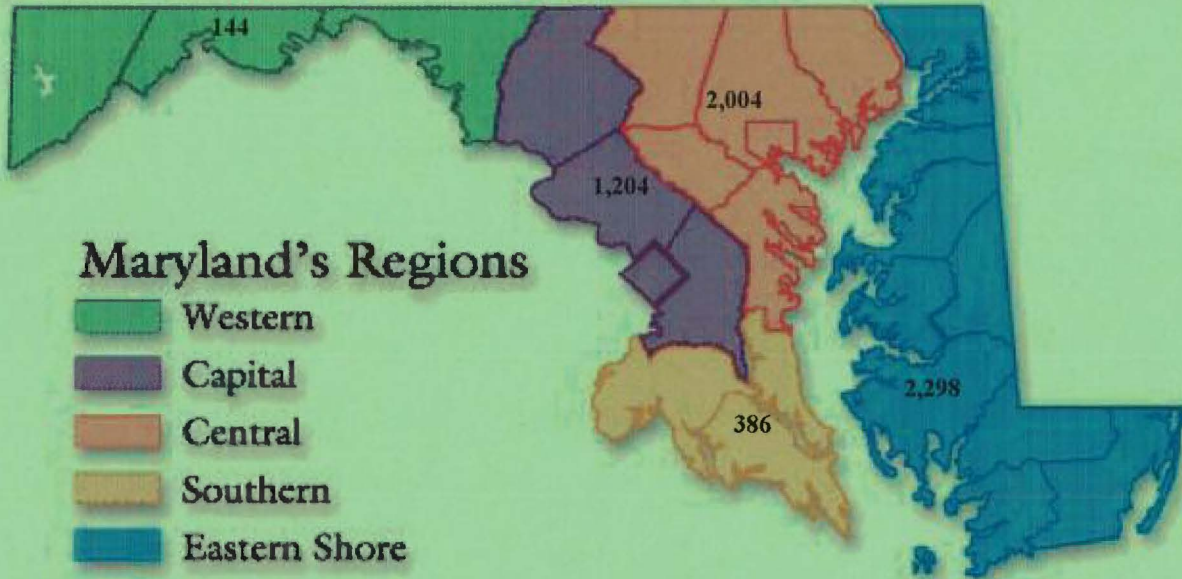 144
2,004
1,204
Maryland's Regions
Western
Capital
Central
Southern
Eastern Shore
386
2,298